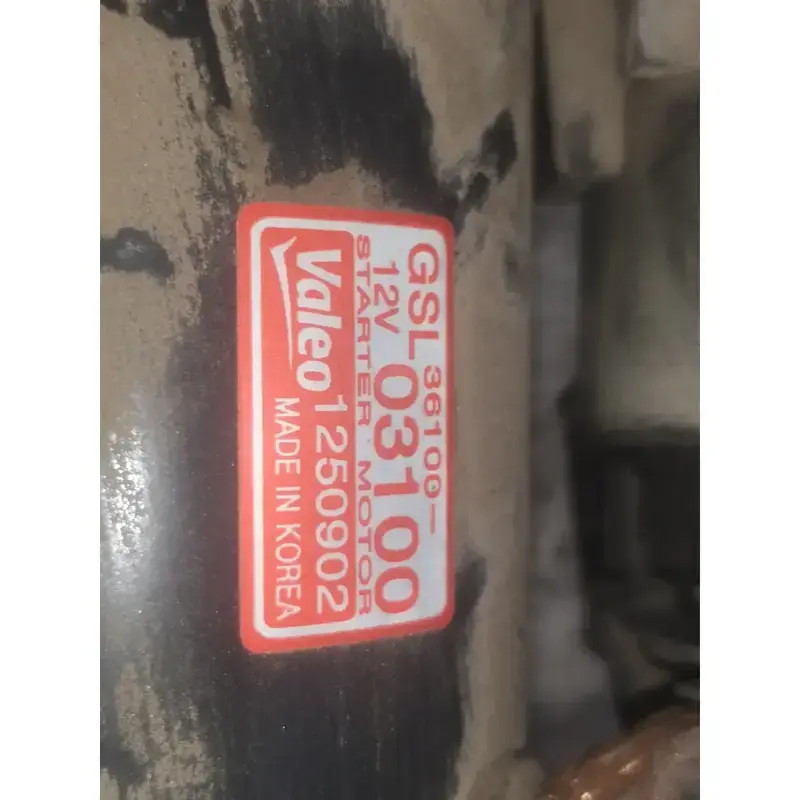 GSL 36100-
12V 03100
STARTER MOTOR
Valeo 1250902
MADE IN KOREA